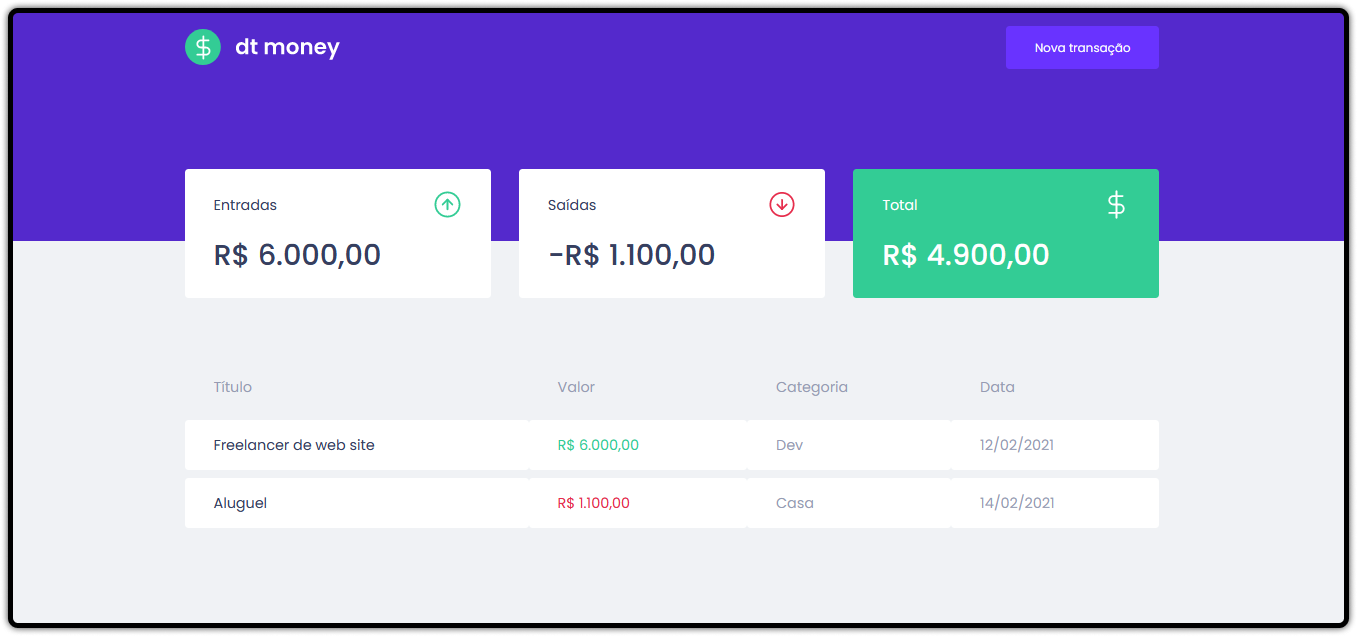 dt money
Nova transação
Entradas
R$ 6.000,00
Saídas
-R$ 1.100,00
Total
$
R$ 4.900,00
Título Valor Categoria Data
Freelancer de web site R$ 6.000,00 Dev 12/02/2021
Aluguel R$ 1.100,00 Casa 14/02/2021